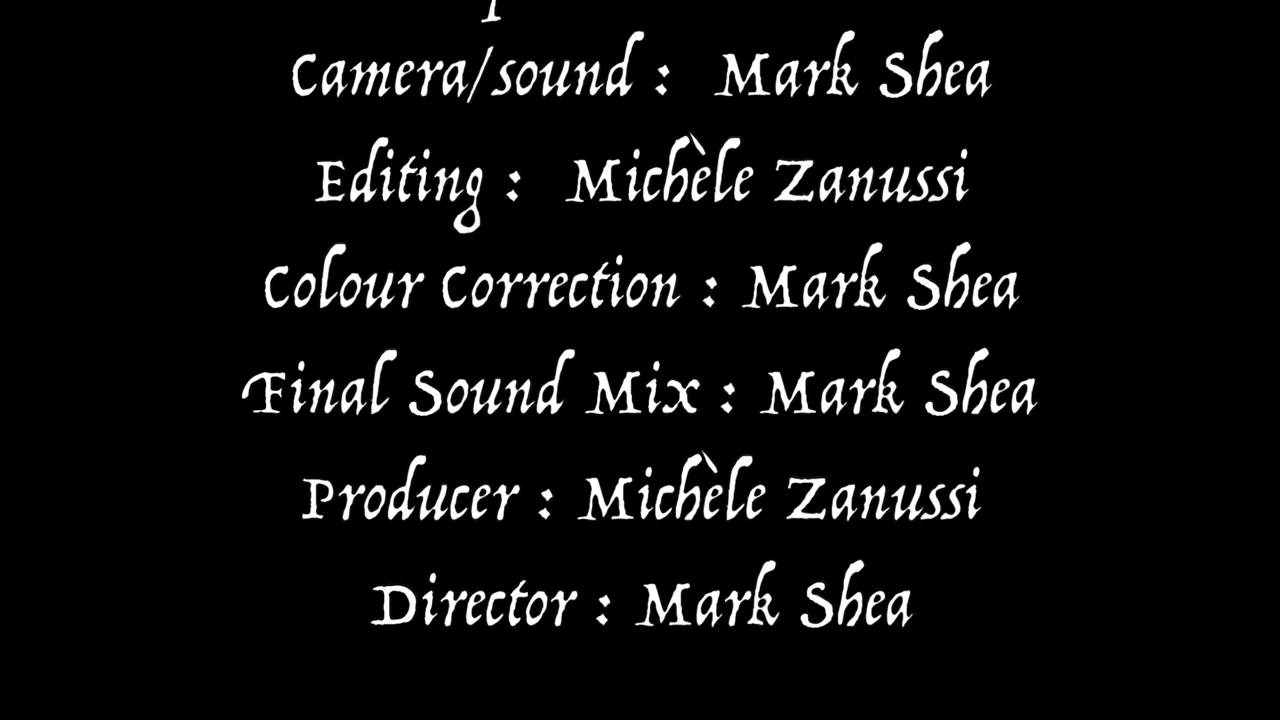 Camera/sound : Mark Shea
Editing : Michèle Zanussi
Colour Correction : Mark Shea
Final Sound Mix : Mark Shea
Producer : Michèle Zanussi
Director : Mark Shea